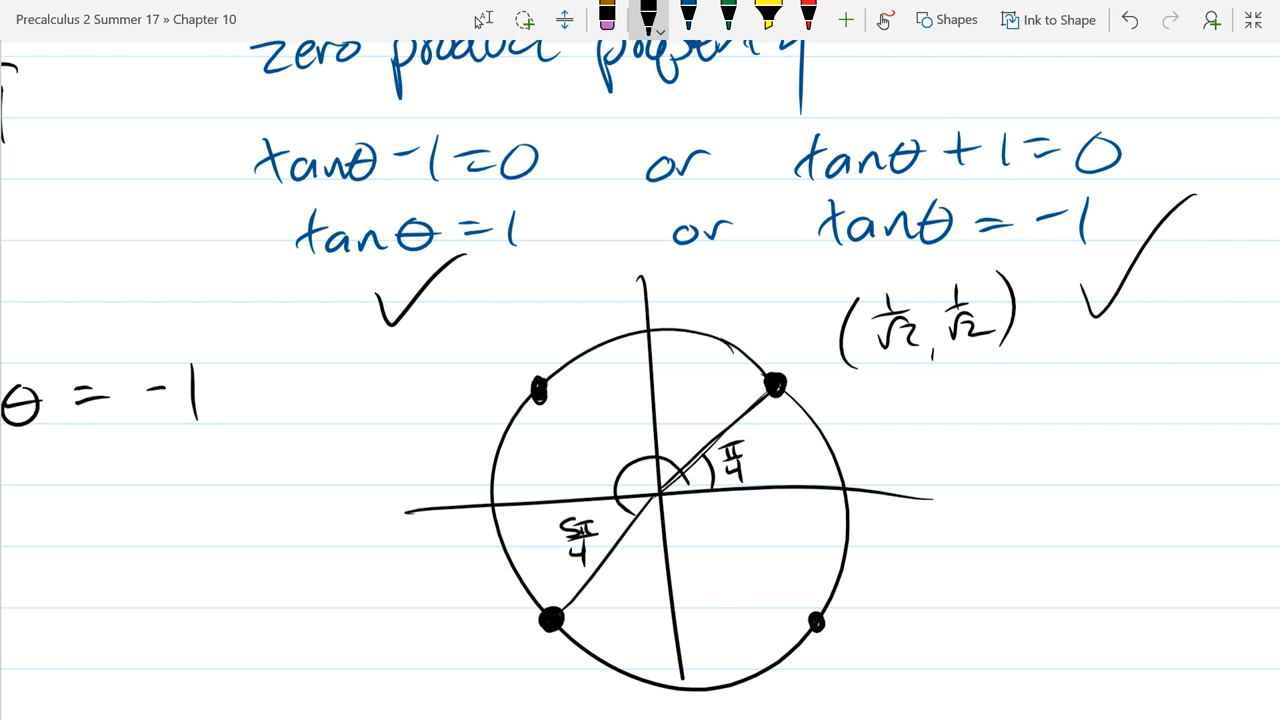 Precalculus 2 Summer 17 » Chapter 10
Shapes
Ink to Shape
zero product property
tanθ - 1 = 0 or tanθ + 1 = 0
tanθ = 1 or tanθ = -1
(1/√2, 1/√2)
θ = -1
π/4
5π/4